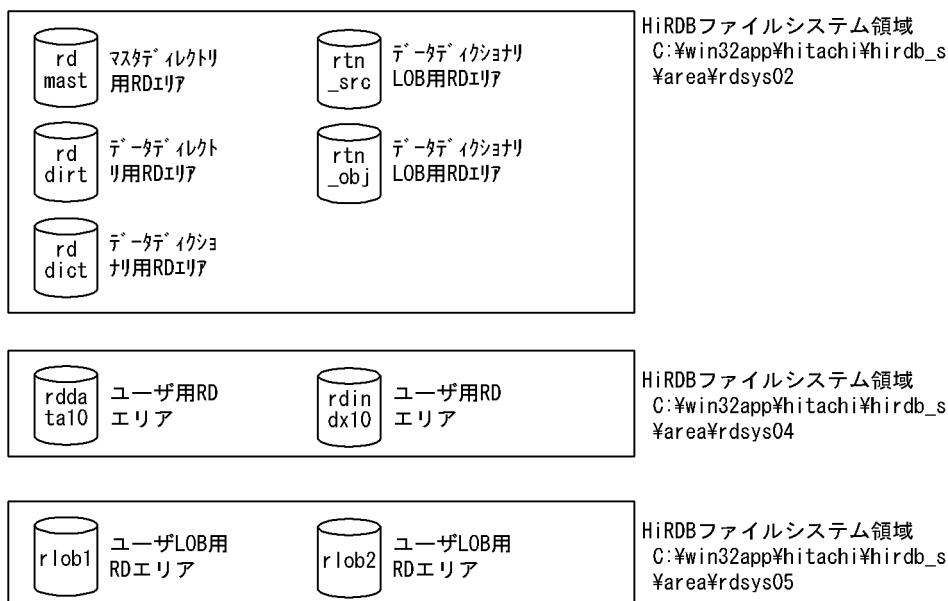 rd
mast
ﾏｽﾀﾃﾞｨﾚｸﾄﾘ
用RDｴﾘｱ
rtn
_src
ﾃﾞｰﾀﾃﾞｨｸｼｮﾅﾘ
LOB用RDｴﾘｱ
HiRDBファイルシステム領域
C:¥win32app¥hitachi¥hirdb_s
¥area¥rdsys02
rd
dirt
ﾃﾞｰﾀﾃﾞｨﾚｸﾄ
ﾘ用RDｴﾘｱ
rtn
_obj
ﾃﾞｰﾀﾃﾞｨｸｼｮﾅﾘ
LOB用RDｴﾘｱ
rd
dict
ﾃﾞｰﾀﾃﾞｨｸｼｮ
ﾅﾘ用RDｴﾘｱ
rdda
ta10
ユーザ用RD
エリア
rdin
dx10
ユーザ用RD
エリア
HiRDBファイルシステム領域
C:¥win32app¥hitachi¥hirdb_s
¥area¥rdsys04
rlob1
ユーザLOB用
RDエリア
rlob2
ユーザLOB用
RDエリア
HiRDBファイルシステム領域
C:¥win32app¥hitachi¥hirdb_s
¥area¥rdsys05